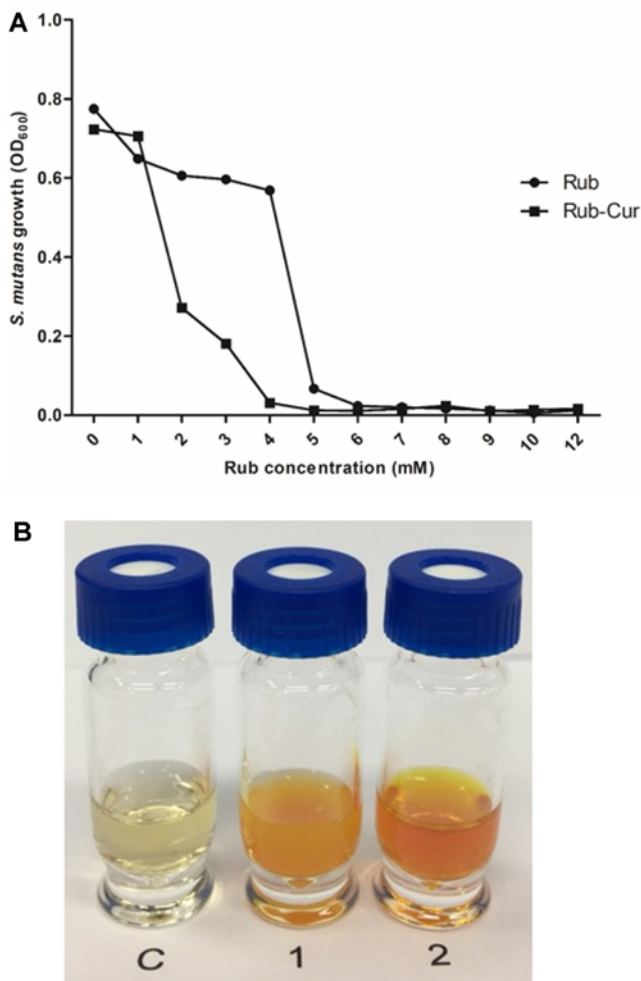 A
S. mutans growth (OD600)
1.0
0.8
0.6
0.4
0.2
0.0
Rub
Rub-Cur
0 1 2 3 4 5 6 7 8 9 10 12
Rub concentration (mM)
B
C 1 2